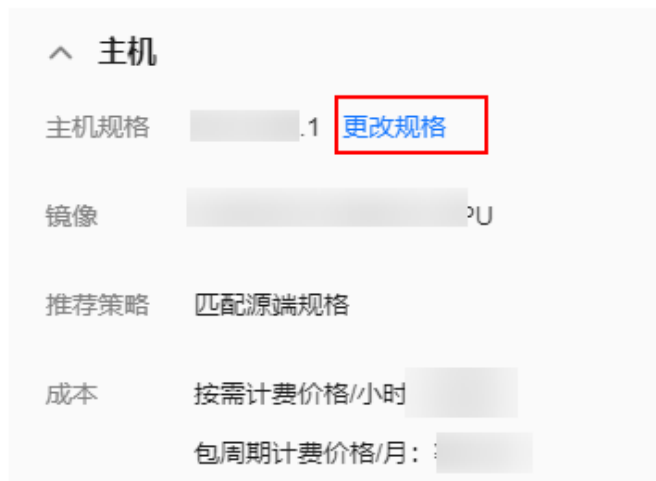 主机
主机规格 .1 更改规格
镜像 PU
推荐策略 匹配源端规格
成本 按需计费价格/小时
包周期计费价格/月：